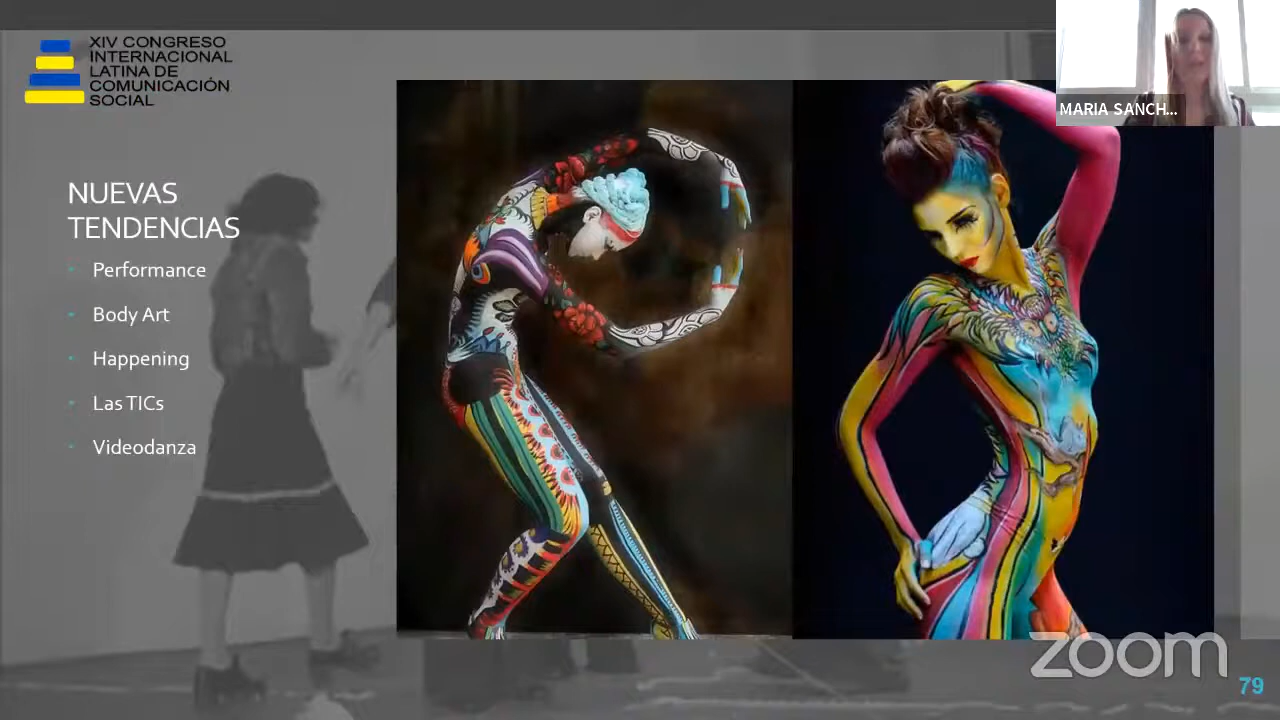 XIV CONGRESO
INTERNACIONAL
LATINA DE
COMUNICACIÓN
SOCIAL
MARIA SANCH...
NUEVAS
TENDENCIAS
Performance
Body Art
Happening
Las TICs
Videodanza
zoom
79